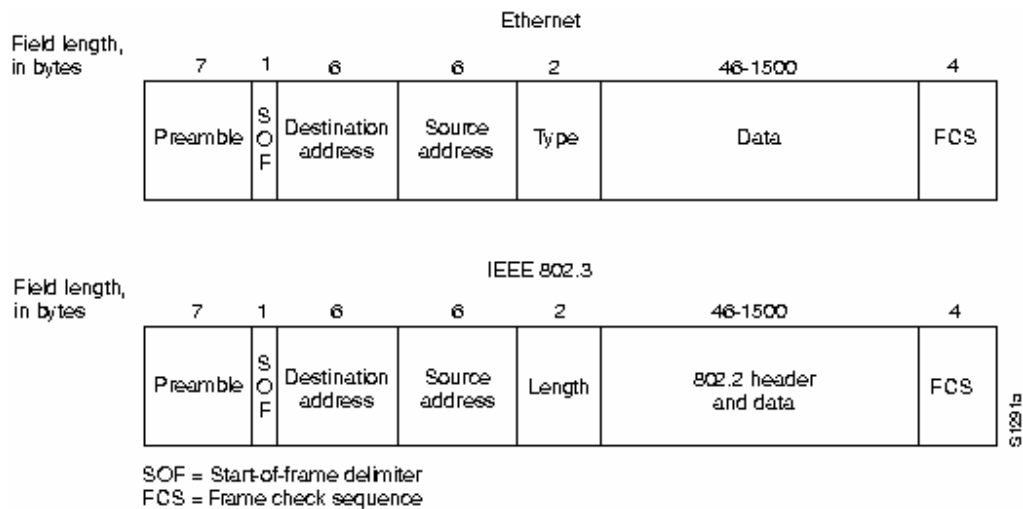 Ethernet
Field length,
in bytes
7 1 6 6 2 46-1500 4
Preamble
S
O
F
Destination
address
Source
address
Type
Data
FCS
IEEE 802.3
Field length,
in bytes
7 1 6 6 2 46-1500 4
Preamble
S
O
F
Destination
address
Source
address
Length
802.2 header
and data
FCS
S1291a
SOF = Start-of-frame delimiter
FCS = Frame check sequence